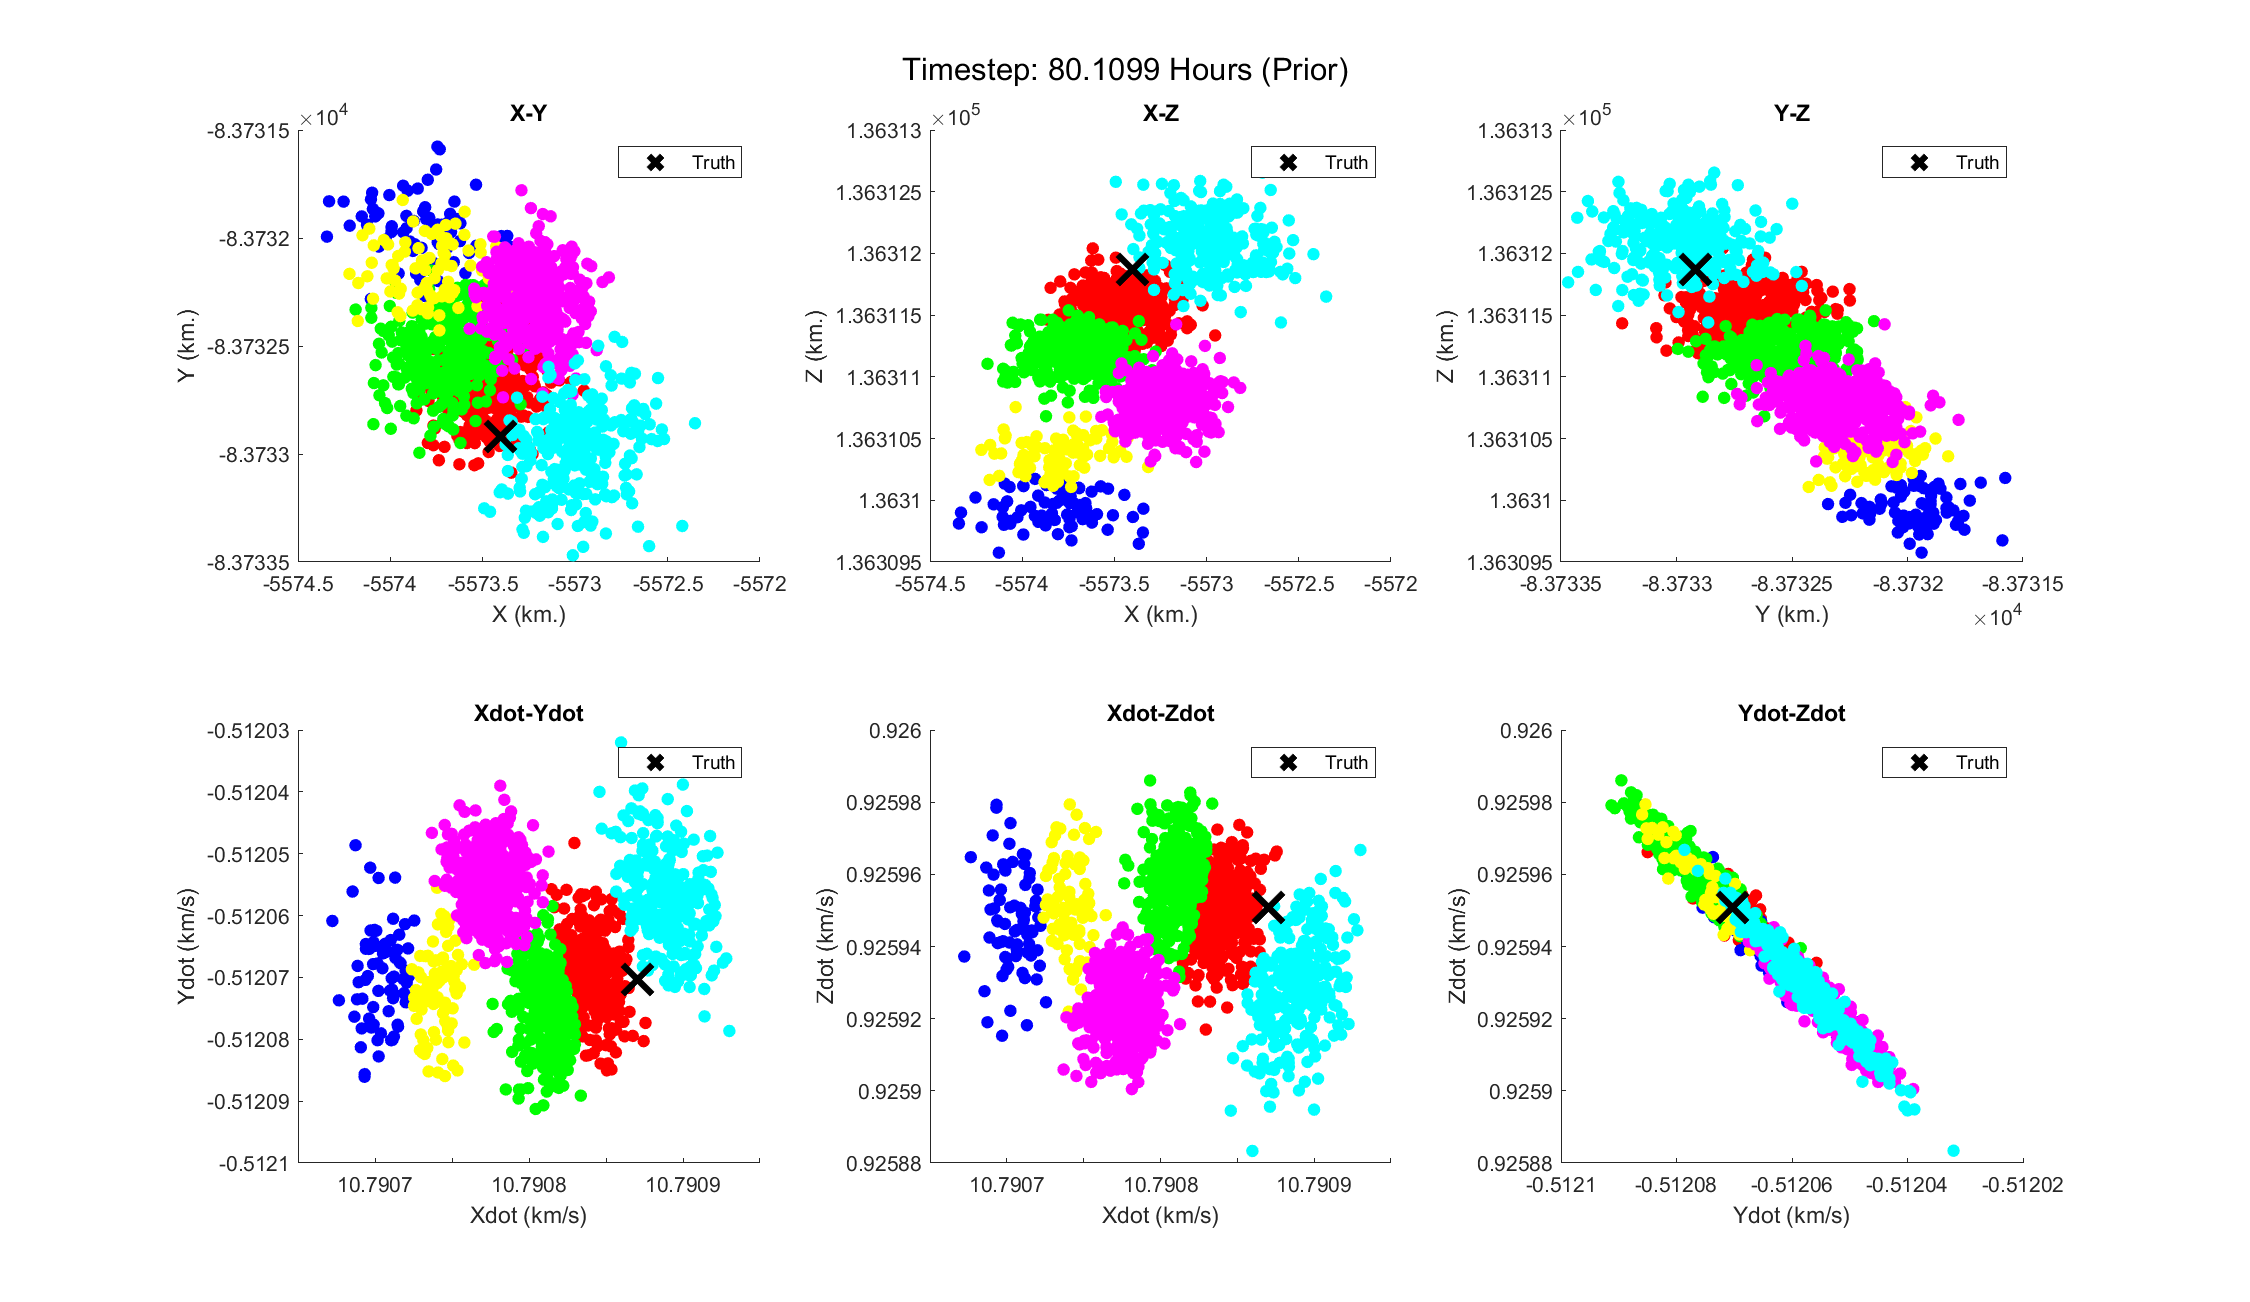 Timestep: 80.1099 Hours (Prior)
X-Y
×10^4
-8.37315
-8.3732
-8.37325
-8.3733
-8.37335
Y (km.)
Truth
-5574.5 -5574 -5573.5 -5573 -5572.5 -5572
X (km.)
X-Z
×10^5
1.36313
1.363125
1.36312
1.363115
1.36311
1.363105
1.3631
1.363095
Z (km.)
Truth
-5574.5 -5574 -5573.5 -5573 -5572.5 -5572
X (km.)
Y-Z
×10^5
1.36313
1.363125
1.36312
1.363115
1.36311
1.363105
1.3631
1.363095
Z (km.)
Truth
-8.37335 -8.3733 -8.37325 -8.3732 -8.37315
Y (km.)
×10^4
Xdot-Ydot
-0.51203
-0.51204
-0.51205
-0.51206
-0.51207
-0.51208
-0.51209
-0.5121
Ydot (km/s)
Truth
10.7907 10.7908 10.7909
Xdot (km/s)
Xdot-Zdot
0.926
0.92598
0.92596
0.92594
0.92592
0.9259
0.92588
Zdot (km/s)
Truth
10.7907 10.7908 10.7909
Xdot (km/s)
Ydot-Zdot
0.926
0.92598
0.92596
0.92594
0.92592
0.9259
0.92588
Zdot (km/s)
Truth
-0.5121 -0.51208 -0.51206 -0.51204 -0.51202
Ydot (km/s)